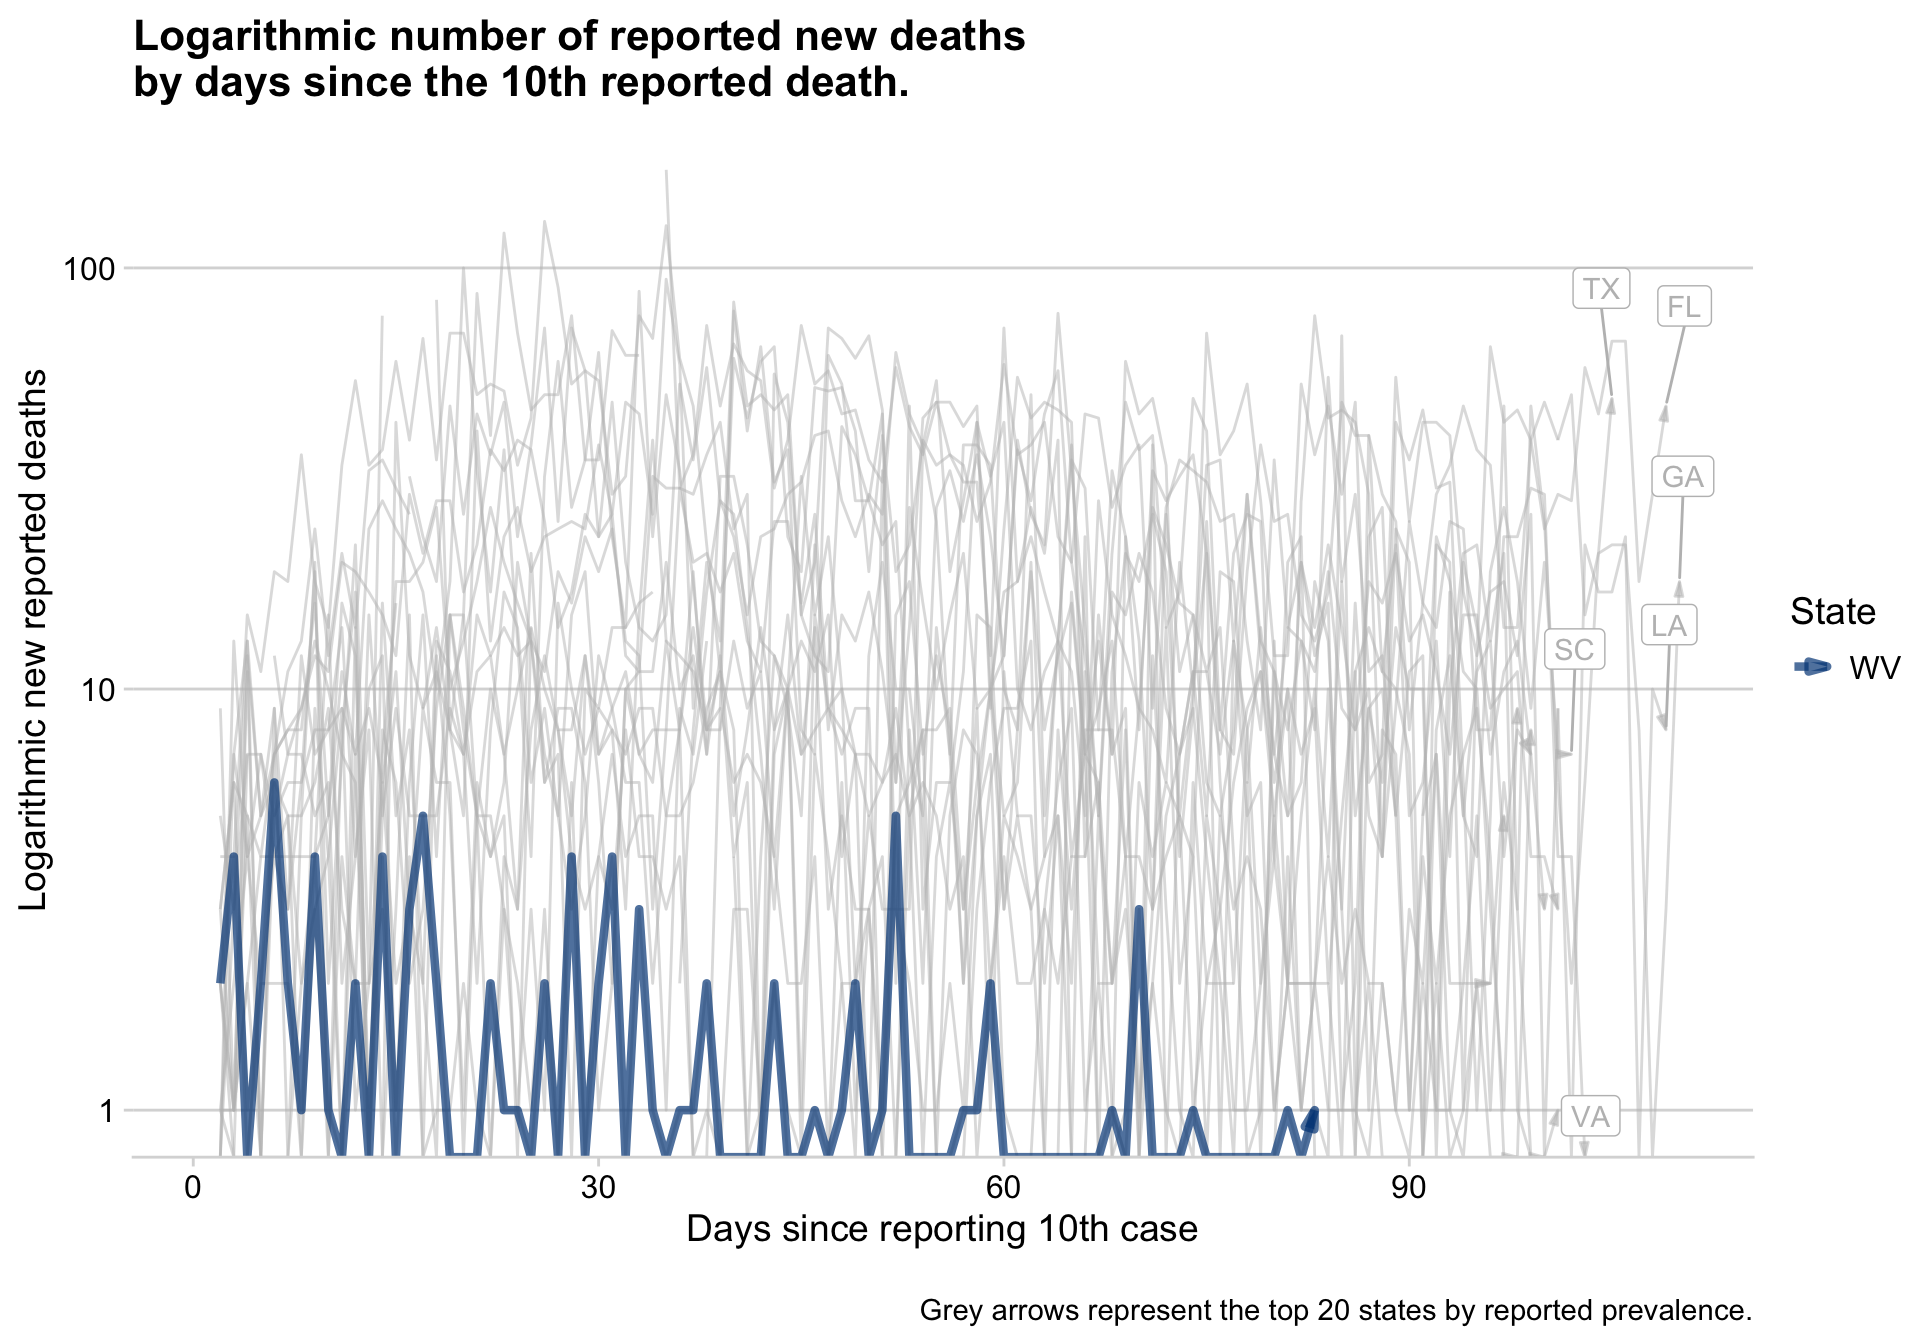 Logarithmic number of reported new deaths
by days since the 10th reported death.
Logarithmic new reported deaths
100
10
1
TX
FL
GA
LA
SC
VA
State
WV
0
30
60
90
Days since reporting 10th case
Grey arrows represent the top 20 states by reported prevalence.